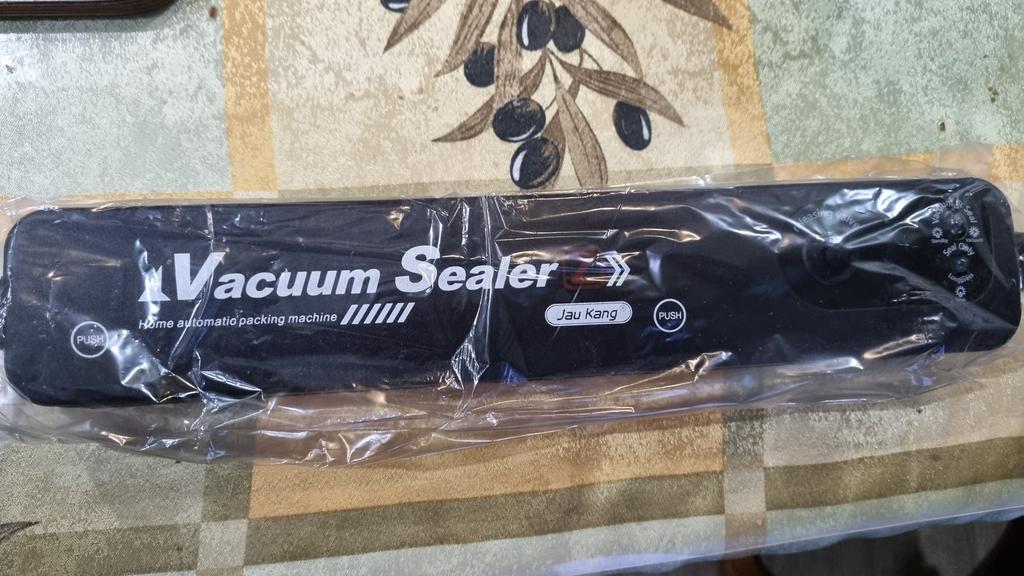 Vacuum Sealer
Home automatic packing machine
Jau Kang
PUSH
PUSH
Seal Only